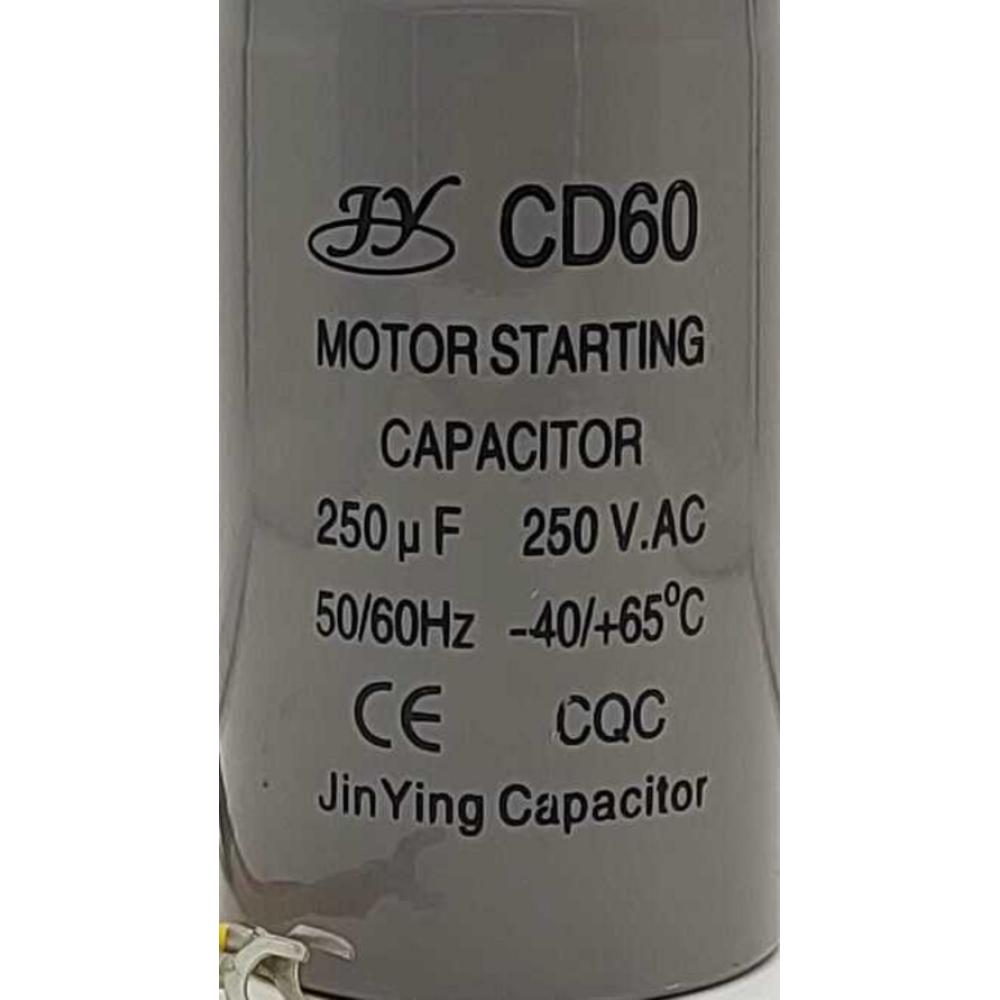 JY CD60
MOTOR STARTING
CAPACITOR
250 µF 250 V.AC
50/60Hz -40/+65°C
CE CQC
JinYing Capacitor